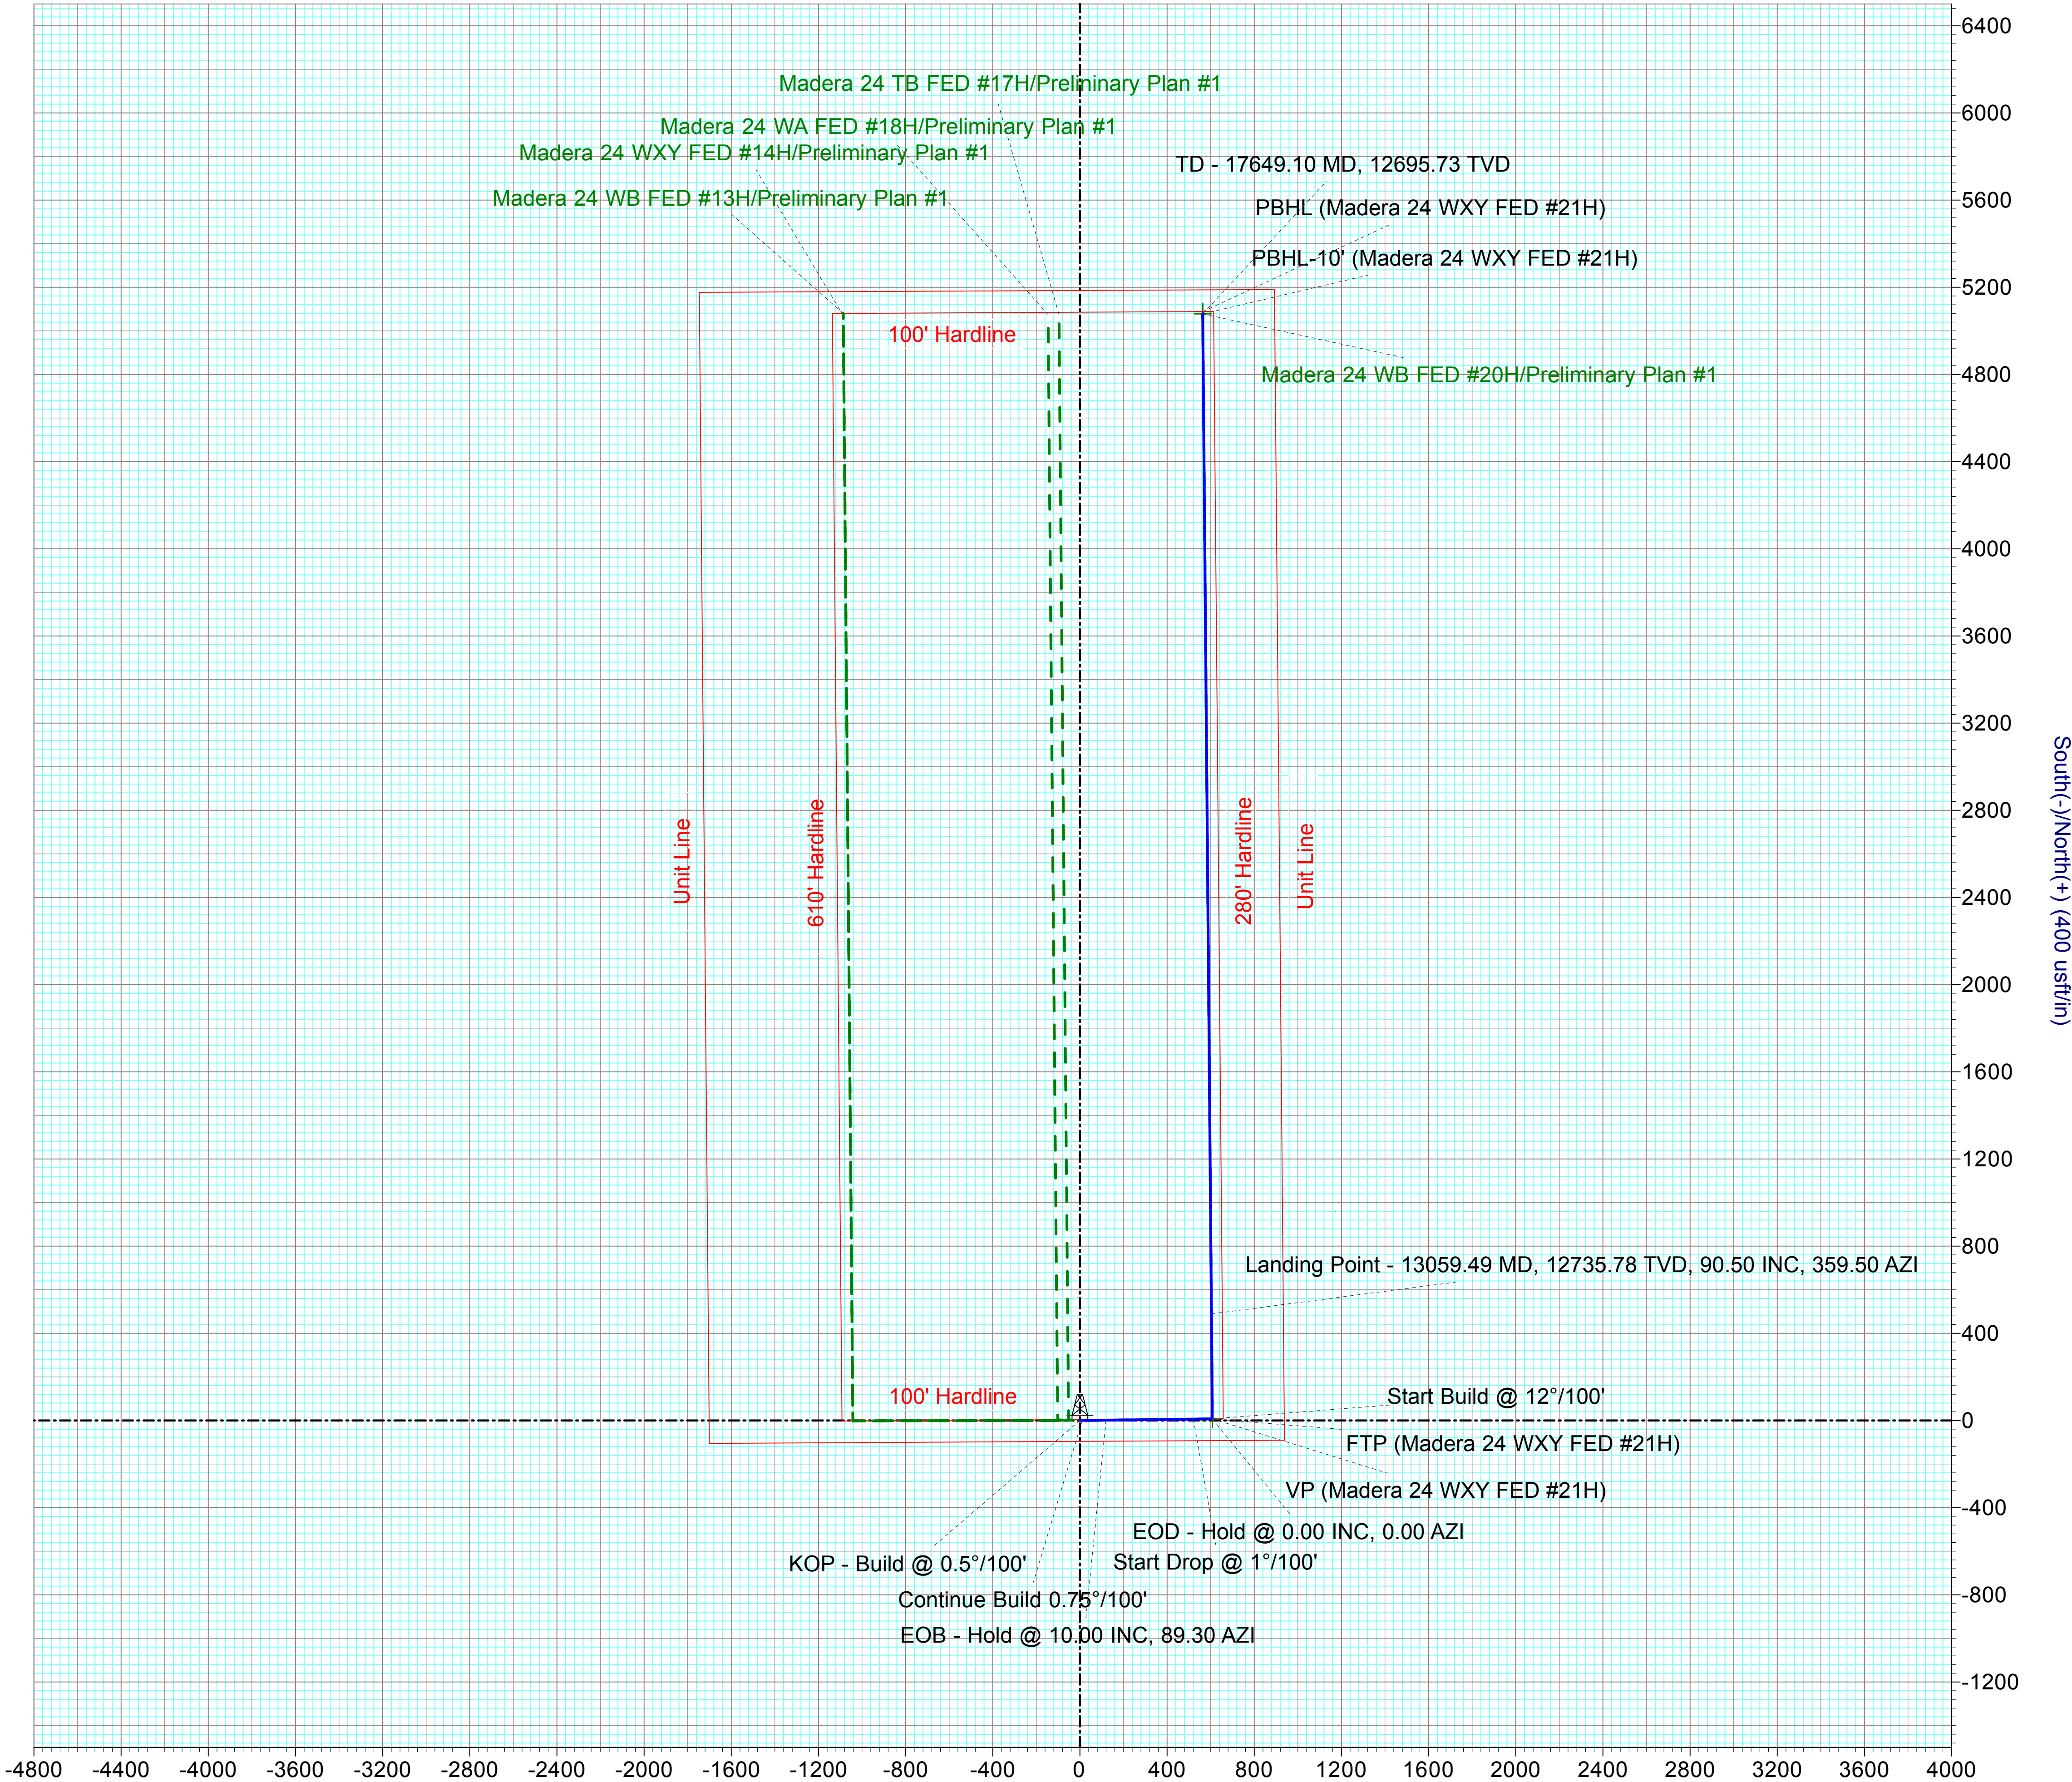 6400
Madera 24 TB FED #17H/Prelininary Plan #1
6000
Madera 24 WA FED #18H/Preliminary Plan #1
Madera 24 WXY FED #14H/Preliminary Plan #1
TD - 17649.10 MD, 12695.73 TVD
Madera 24 WB FED #13H/Preliminary Plan #1
5600
PBHL (Madera 24 WXY FED #21H)
PBHL-10' (Madera 24 WXY FED #21H)
5200
100' Hardline
Madera 24 WB FED #20H/Preliminary Plan #1
4800
4400
4000
3600
3200
2800
Unit Line
610' Hardline
280' Hardline
Unit Line
South(-)/North(+) (400 usft/in)
2400
2000
1600
1200
800
Landing Point - 13059.49 MD, 12735.78 TVD, 90.50 INC, 359.50 AZI
400
100' Hardline
Start Build @ 12°/100'
0
FTP (Madera 24 WXY FED #21H)
VP (Madera 24 WXY FED #21H)
-400
EOD - Hold @ 0.00 INC, 0.00 AZI
KOP - Build @ 0.5°/100'
Start Drop @ 1°/100'
-800
Continue Build 0.75°/100'
EOB - Hold @ 10.00 INC, 89.30 AZI
-1200
-4800 -4400 -4000 -3600 -3200 -2800 -2400 -2000 -1600 -1200 -800 -400 0 400 800 1200 1600 2000 2400 2800 3200 3600 4000